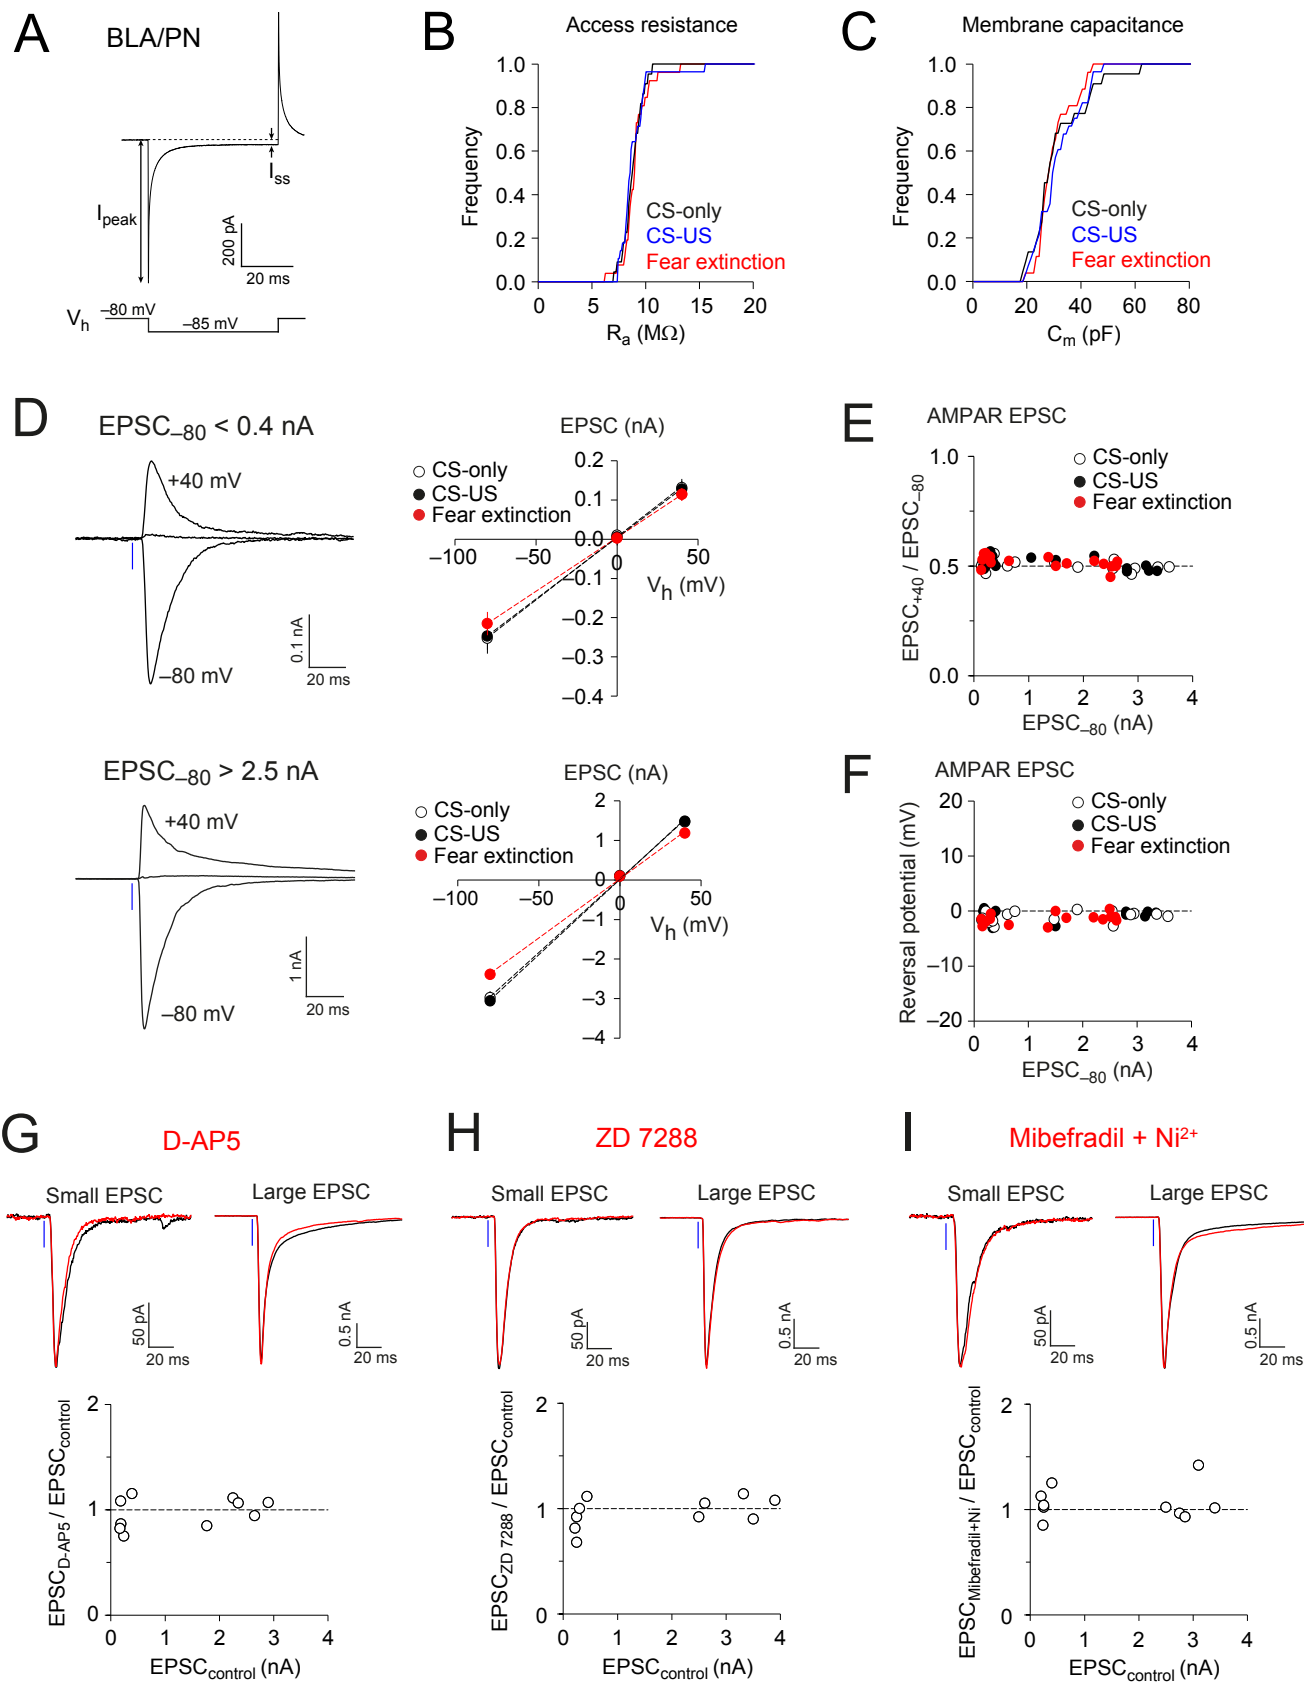 A
BLA/PN
I_peak
I_ss
200 pA
20 ms
V_h
–80 mV
–85 mV
B
Access resistance
Frequency
1.0
0.8
0.6
0.4
0.2
0.0
CS-only
CS-US
Fear extinction
0 5 10 15 20
R_a (MΩ)
C
Membrane capacitance
Frequency
1.0
0.8
0.6
0.4
0.2
0.0
CS-only
CS-US
Fear extinction
0 20 40 60 80
C_m (pF)
D
EPSC_–80 < 0.4 nA
+40 mV
–80 mV
0.1 nA
20 ms
EPSC (nA)
CS-only
CS-US
Fear extinction
0.2
0.1
0.0
–0.1
–0.2
–0.3
–0.4
–100 –50 0 50
V_h (mV)
EPSC_–80 > 2.5 nA
+40 mV
–80 mV
1 nA
20 ms
EPSC (nA)
CS-only
CS-US
Fear extinction
2
1
0
–1
–2
–3
–4
–100 –50 0 50
V_h (mV)
E
AMPAR EPSC
CS-only
CS-US
Fear extinction
EPSC_+40 / EPSC_–80
1.0
0.5
0.0
0 1 2 3 4
EPSC_–80 (nA)
F
AMPAR EPSC
CS-only
CS-US
Fear extinction
Reversal potential (mV)
20
10
0
–10
–20
0 1 2 3 4
EPSC_–80 (nA)
G
D-AP5
Small EPSC
Large EPSC
50 pA
20 ms
0.5 nA
20 ms
EPSC_D-AP5 / EPSC_control
2
1
0
0 1 2 3 4
EPSC_control (nA)
H
ZD 7288
Small EPSC
Large EPSC
50 pA
20 ms
0.5 nA
20 ms
EPSC_ZD 7288 / EPSC_control
2
1
0
0 1 2 3 4
EPSC_control (nA)
I
Mibefradil + Ni²⁺
Small EPSC
Large EPSC
50 pA
20 ms
0.5 nA
20 ms
EPSC_Mibefradil+Ni / EPSC_control
2
1
0
0 1 2 3 4
EPSC_control (nA)